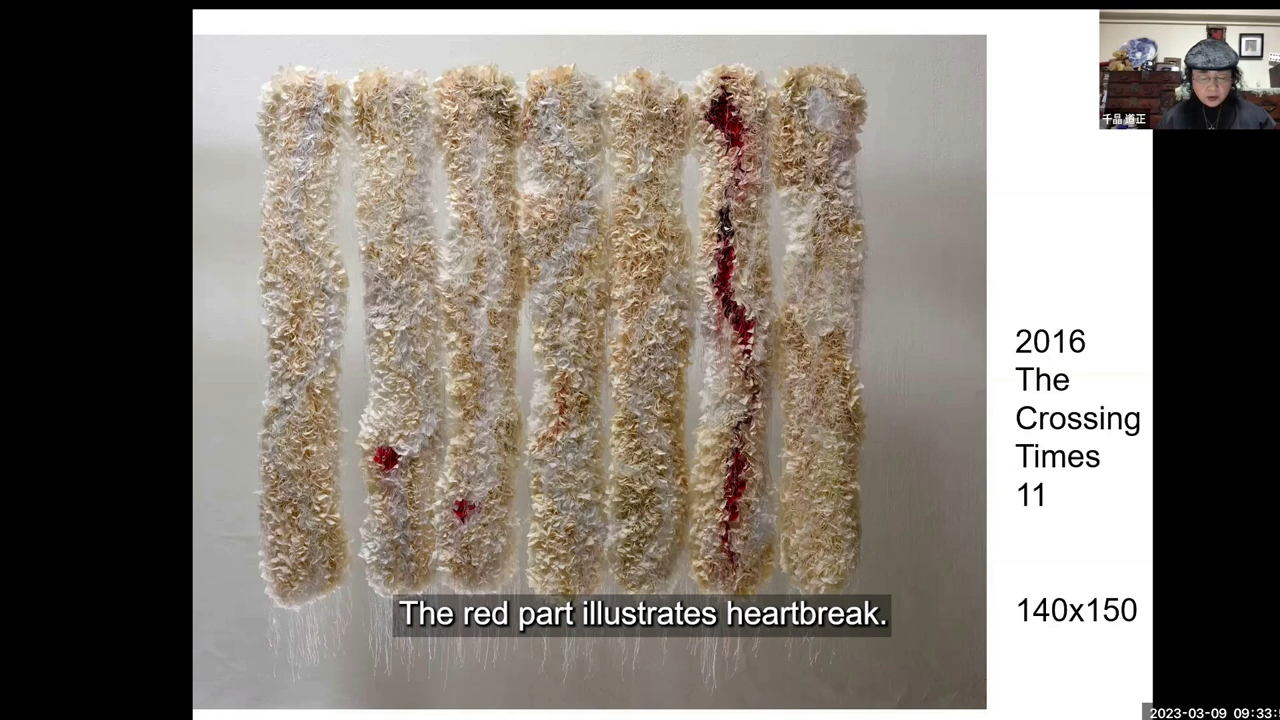 千品 道正
2016
The
Crossing
Times
11
140x150
The red part illustrates heartbreak.
2023-03-09 09:33: